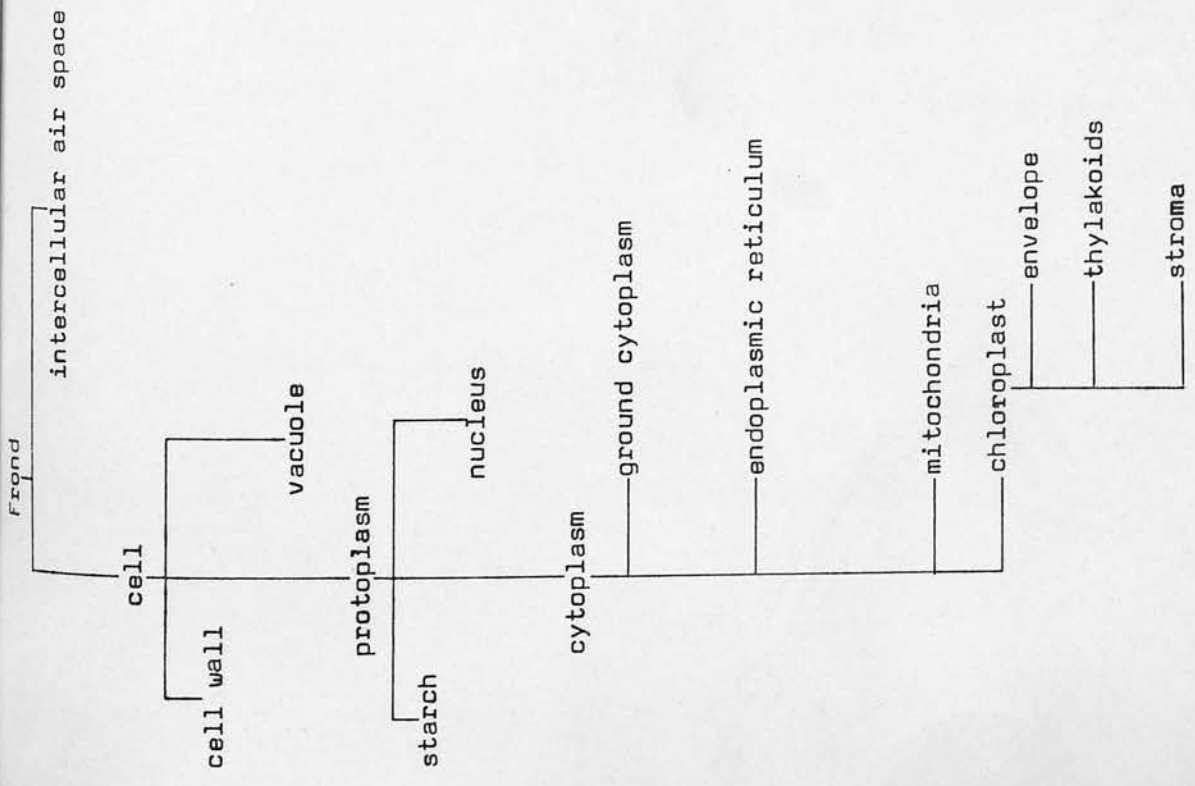 Frond
intercellular air space
cell
cell wall
vacuole
protoplasm
starch
nucleus
cytoplasm
ground cytoplasm
endoplasmic reticulum
mitochondria
chloroplast
envelope
thylakoids
stroma